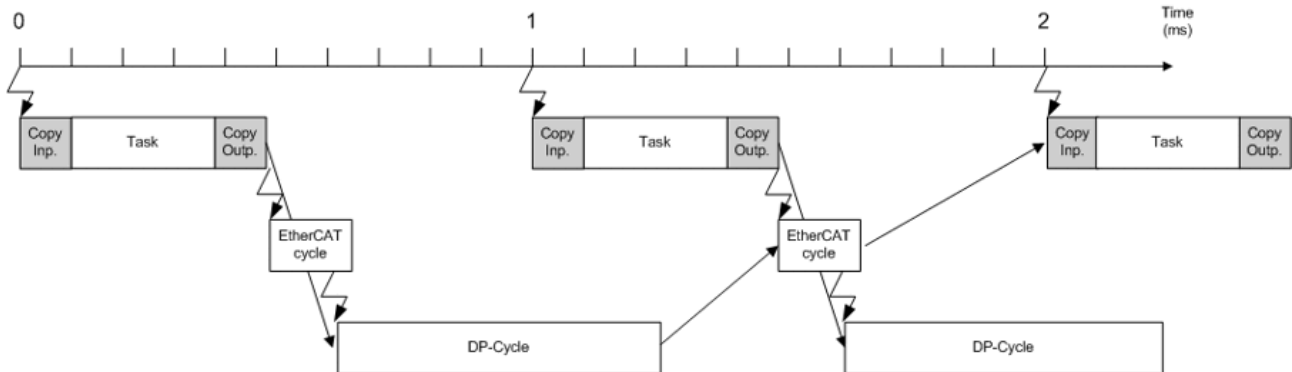 0
1
2
Time
(ms)
Copy
Inp.
Task
Copy
Outp.
Copy
Inp.
Task
Copy
Outp.
Copy
Inp.
Task
Copy
Outp.
EtherCAT
cycle
EtherCAT
cycle
DP-Cycle
DP-Cycle